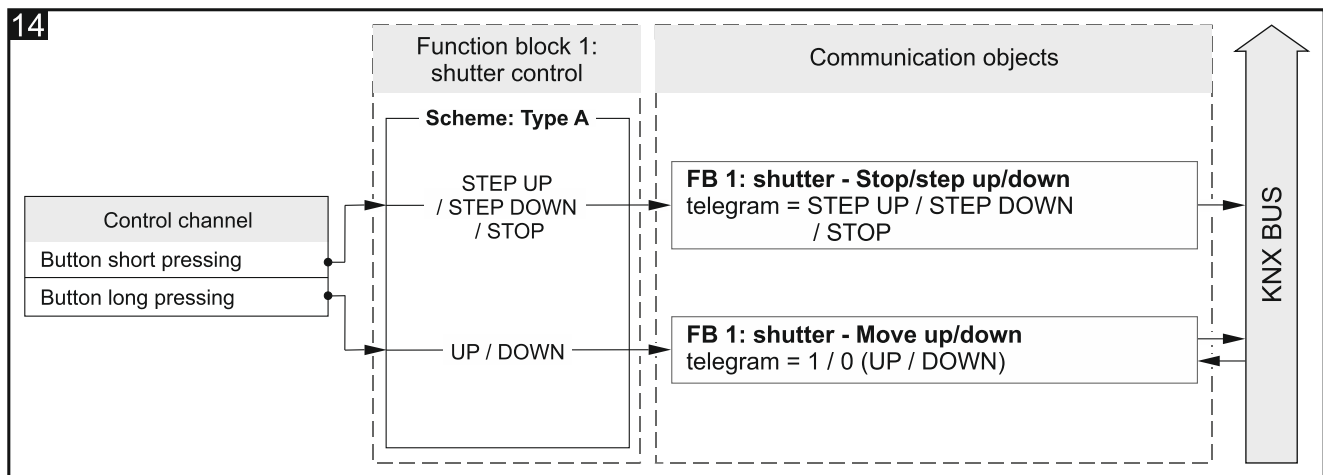 14
Function block 1:
shutter control
Communication objects
Scheme: Type A
STEP UP
/ STEP DOWN
/ STOP
FB 1: shutter - Stop/step up/down
telegram = STEP UP / STEP DOWN
/ STOP
Control channel
Button short pressing
Button long pressing
UP / DOWN
FB 1: shutter - Move up/down
telegram = 1 / 0 (UP / DOWN)
KNX BUS